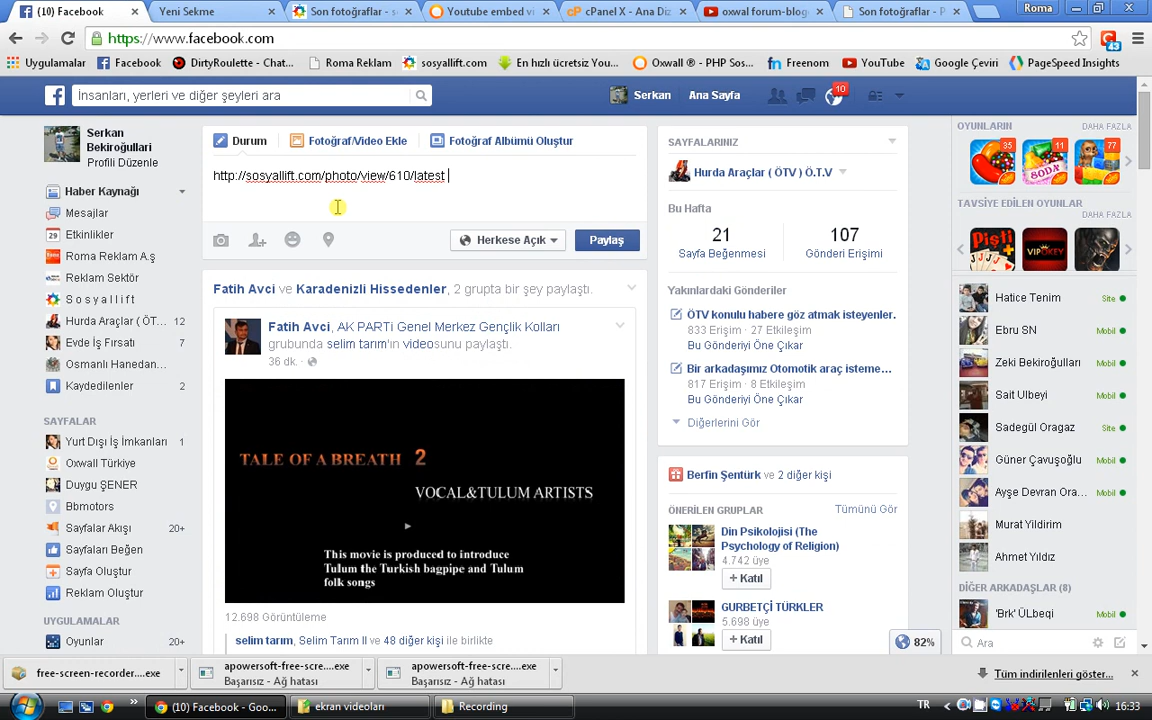 (10) Facebook
Yeni Sekme
Son fotoğraflar - s
Youtube embed vi
cPanel X - Ana Diz
oxwal forum-blog
Son fotoğraflar - P
Roma
https://www.facebook.com
43
Uygulamalar
Facebook
DirtyRoulette - Chat...
Roma Reklam
sosyallift.com
En hızlı ücretsiz You...
Oxwall ® - PHP Sos...
Freenom
YouTube
Google Çeviri
PageSpeed Insights
İnsanları, yerleri ve diğer şeyleri ara
Serkan
Ana Sayfa
10
Serkan
Bekiroğullari
Profili Düzenle
Haber Kaynağı
Mesajlar
29
Etkinlikler
Roma Reklam A.ş
Reklam Sektör
S o s y a l l i f t
Hurda Araçlar ( ÖT... 12
Evde İş Fırsatı 7
Osmanlı Hanedan...
Kaydedilenler 2
SAYFALAR
Yurt Dışı İş İmkanları 1
Oxwall Türkiye
Duygu ŞENER
Bbmotors
Sayfalar Akışı 20+
Sayfaları Beğen
Sayfa Oluştur
Reklam Oluştur
UYGULAMALAR
Oyunlar 20+
Durum
Fotoğraf/Video Ekle
Fotoğraf Albümü Oluştur
http://sosyallift.com/photo/view/610/latest
Herkese Açık
Paylaş
Fatih Avci ve Karadenizli Hissedenler, 2 grupta bir şey paylaştı.
Fatih Avci, AK PARTi Genel Merkez Gençlik Kolları
grubunda selim tarım'ın videosunu paylaştı.
36 dk.
TALE OF A BREATH 2
VOCAL&TULUM ARTISTS
This movie is produced to introduce
Tulum the Turkish bagpipe and Tulum
folk songs
12.698 Görüntüleme
selim tarım, Selim Tarım II ve 48 diğer kişi ile birlikte
SAYFALARINIZ
Hurda Araçlar ( ÖTV ) Ö.T.V
Bu Hafta
21
Sayfa Beğenmesi
107
Gönderi Erişimi
Yakınlardaki Gönderiler
ÖTV konulu habere göz atmak isteyenler.
833 Erişim · 27 Etkileşim
Bu Gönderiyi Öne Çıkar
Bir arkadaşımız Otomotik araç isteme...
817 Erişim · 8 Etkileşim
Bu Gönderiyi Öne Çıkar
Diğerlerini Gör
Berfin Şentürk ve 2 diğer kişi
ÖNERİLEN GRUPLAR
Tümünü Gör
Din Psikolojisi (The
Psychology of Religion)
4.742 üye
+ Katıl
GURBETÇİ TÜRKLER
5.698 üye
+ Katıl
OYUNLARIN
DAHA FAZLA
35
11
77
TAVSİYE EDİLEN OYUNLAR
DAHA FAZLA
Pişti
VIP OKEY
Hatice Tenim Site
Ebru SN Mobil
Zeki Bekiroğulları Mobil
Sait Ulbeyi Mobil
Sadegül Oragaz Site
Güner Çavuşoğlu Mobil
Ayşe Devran Ora... Mobil
Murat Yildirim
Ahmet Yıldız
DİĞER ARKADAŞLAR (8)
'Brk' ÜLbeqi Mobil
82%
Ara
free-screen-recorder....exe
apowersoft-free-scre....exe
Başarısız - Ağ hatası
apowersoft-free-scre....exe
Başarısız - Ağ hatası
Tüm indirilenleri göster...
(10) Facebook - Goo...
ekran videoları
Recording
TR
16:33